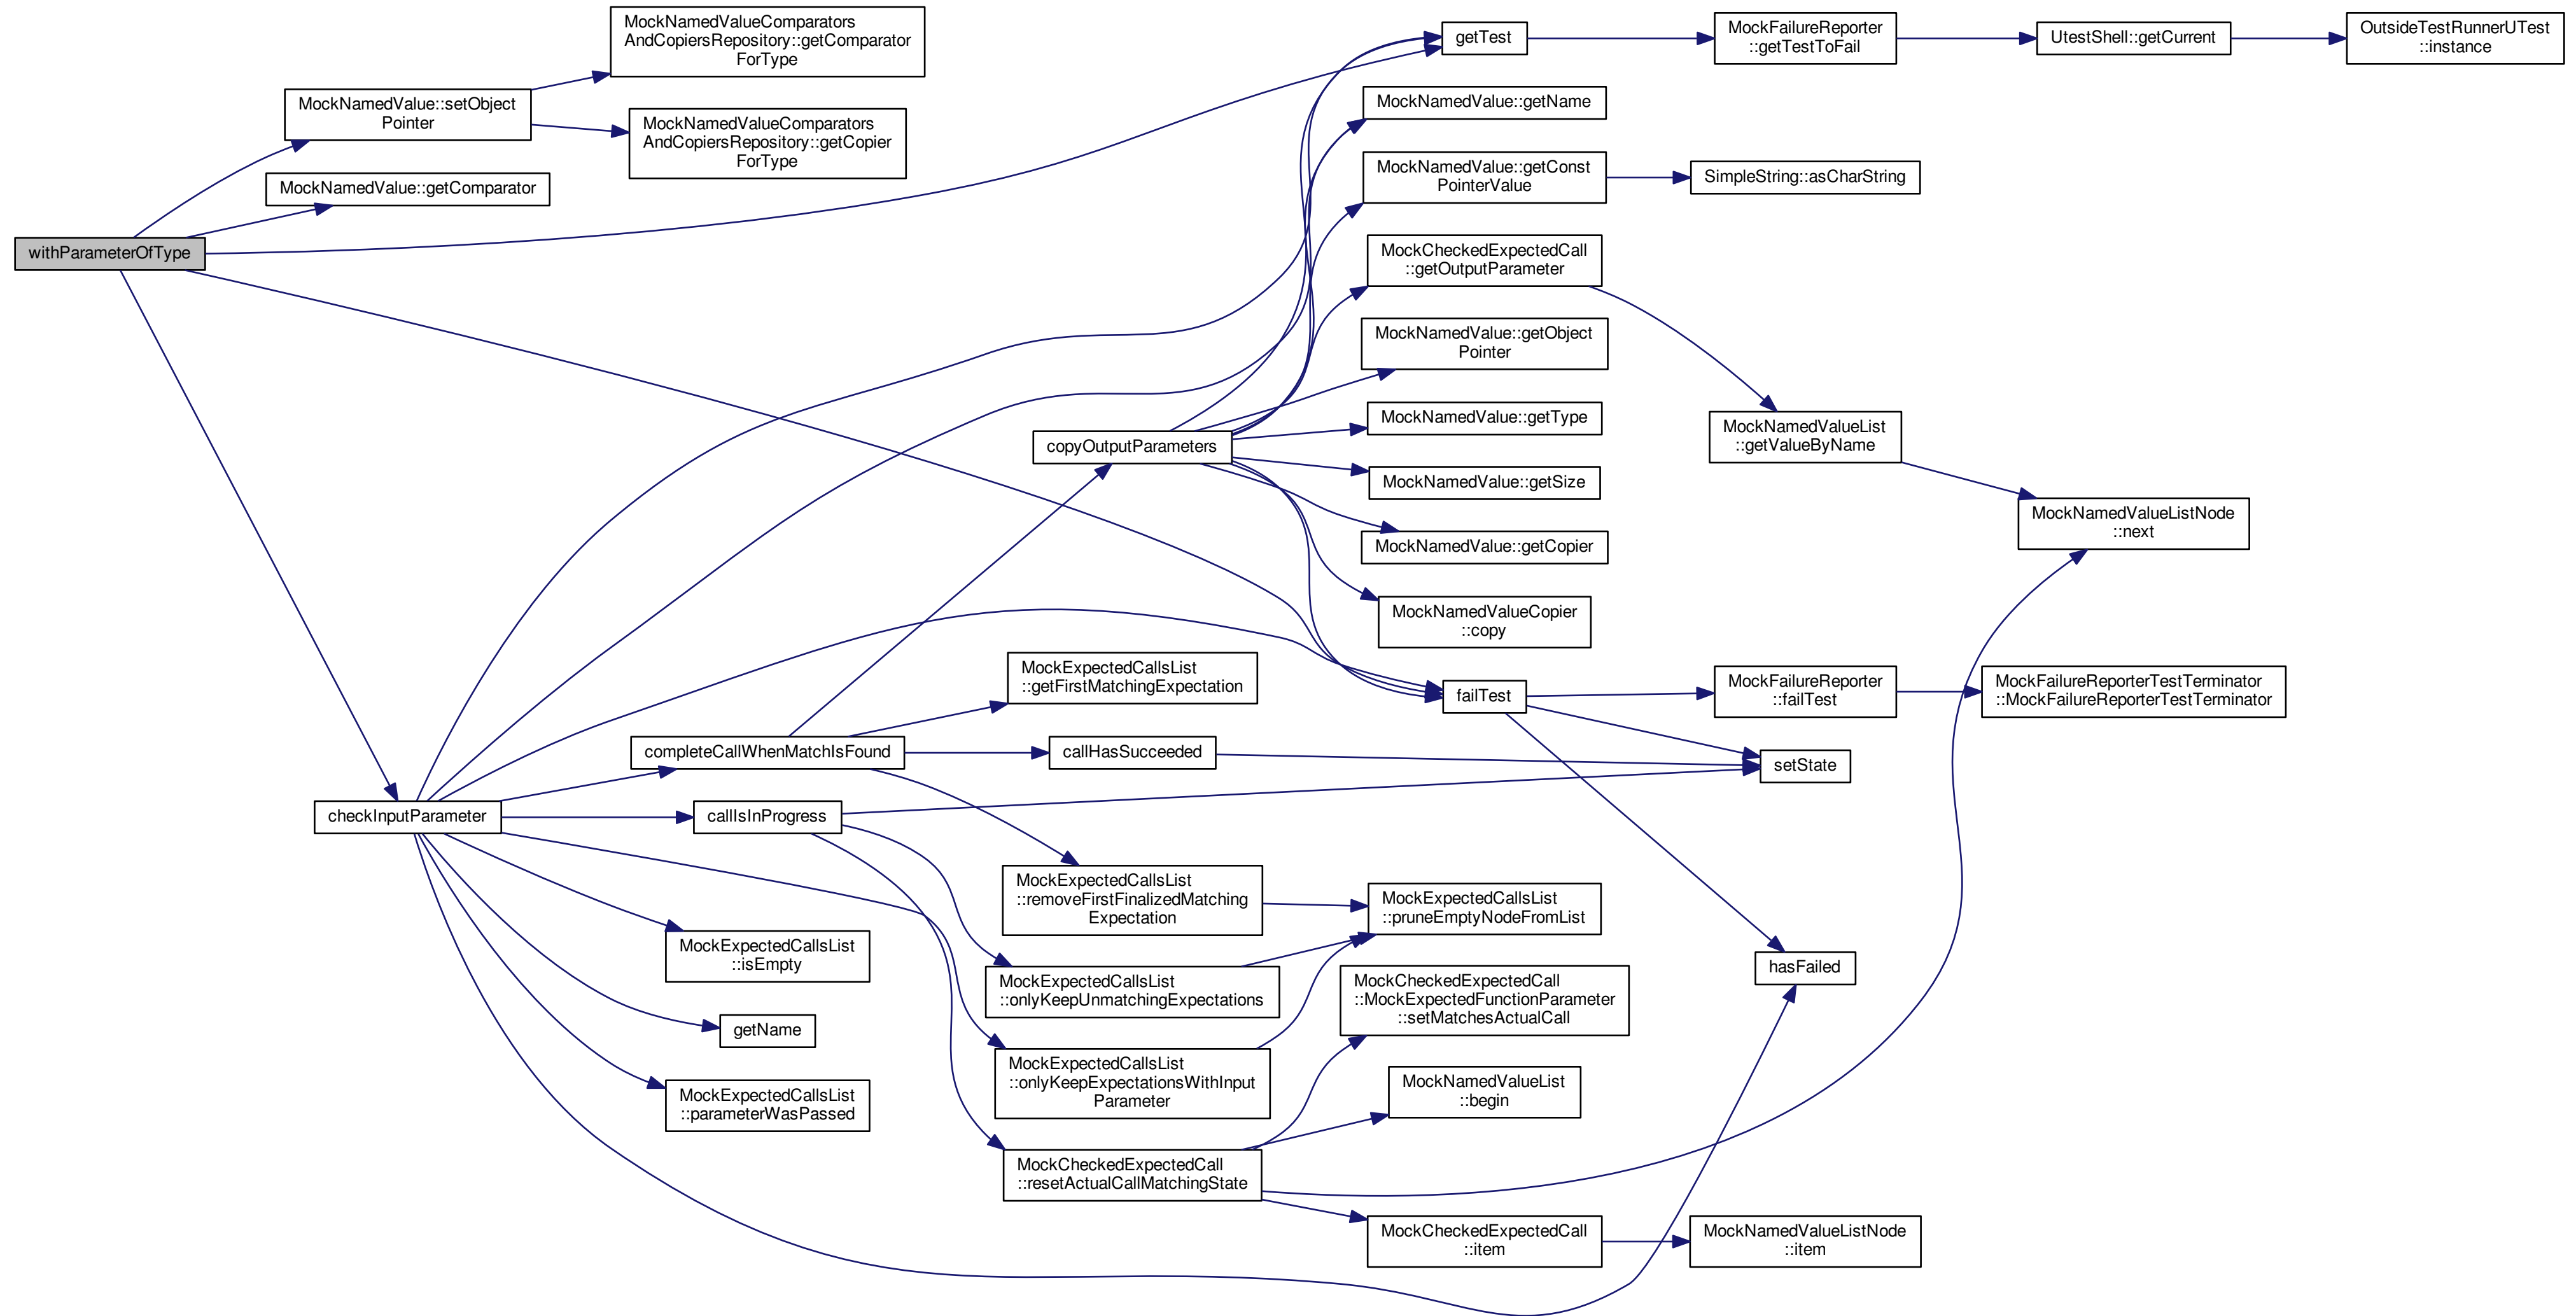 withParameterOfType
MockNamedValue::setObject
Pointer
MockNamedValue::getComparator
checkInputParameter
MockNamedValueComparators
AndCopiersRepository::getComparator
ForType
MockNamedValueComparators
AndCopiersRepository::getCopier
ForType
completeCallWhenMatchIsFound
callIsInProgress
MockExpectedCallsList
::isEmpty
getName
MockExpectedCallsList
::parameterWasPassed
copyOutputParameters
MockExpectedCallsList
::getFirstMatchingExpectation
callHasSucceeded
MockExpectedCallsList
::removeFirstFinalizedMatching
Expectation
MockExpectedCallsList
::onlyKeepUnmatchingExpectations
MockExpectedCallsList
::onlyKeepExpectationsWithInput
Parameter
MockCheckedExpectedCall
::resetActualCallMatchingState
getTest
MockNamedValue::getName
MockNamedValue::getConst
PointerValue
MockCheckedExpectedCall
::getOutputParameter
MockNamedValue::getObject
Pointer
MockNamedValue::getType
MockNamedValue::getSize
MockNamedValue::getCopier
MockNamedValueCopier
::copy
failTest
MockExpectedCallsList
::pruneEmptyNodeFromList
MockCheckedExpectedCall
::MockExpectedFunctionParameter
::setMatchesActualCall
MockNamedValueList
::begin
MockCheckedExpectedCall
::item
MockFailureReporter
::getTestToFail
SimpleString::asCharString
MockNamedValueList
::getValueByName
MockFailureReporter
::failTest
setState
hasFailed
MockNamedValueListNode
::item
UtestShell::getCurrent
MockNamedValueListNode
::next
MockFailureReporterTestTerminator
::MockFailureReporterTestTerminator
OutsideTestRunnerUTest
::instance